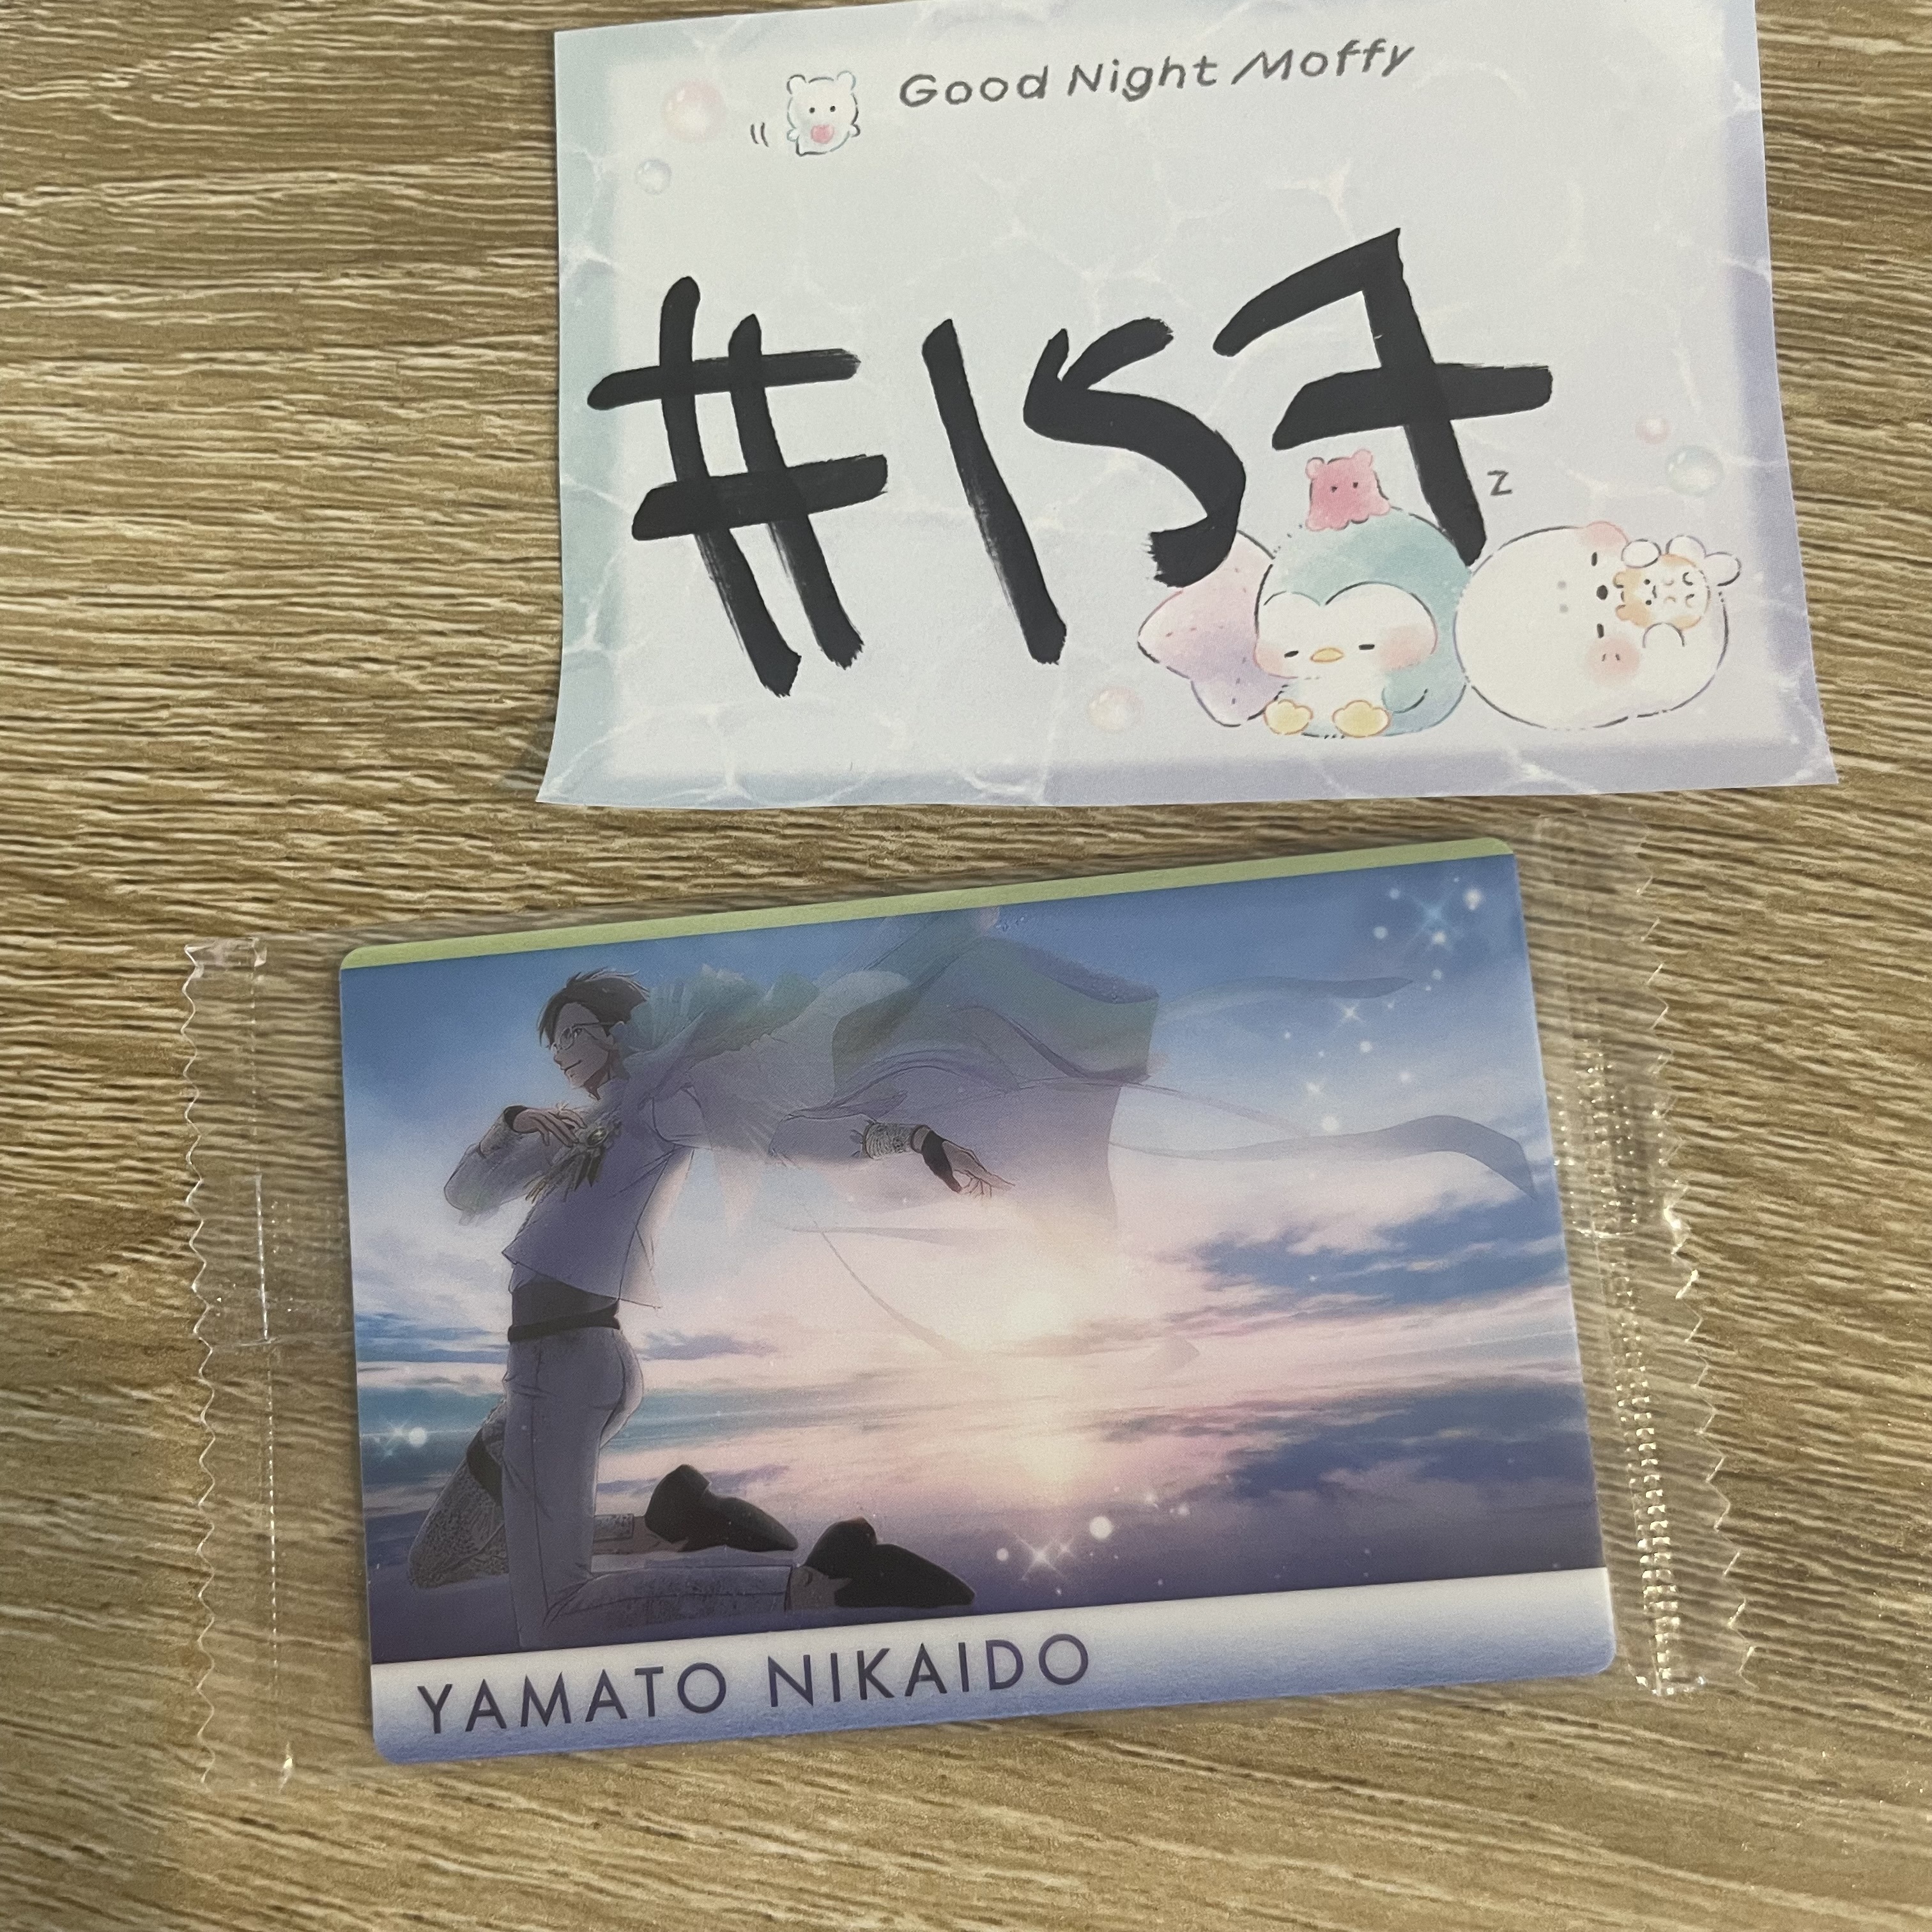 Good Night Moffy
#157
z
YAMATO NIKAIDO